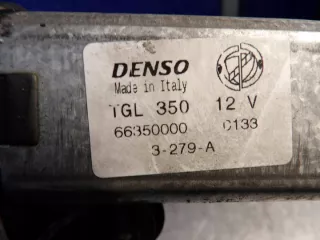 DENSO
Made in Italy
TGL 350 12 V
66350000 C133
3-279-A